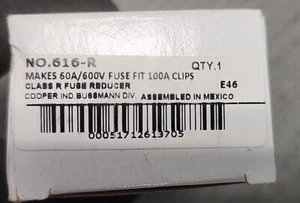 NO.616-R QTY.1
MAKES 60A/600V FUSE FIT 100A CLIPS
CLASS R FUSE REDUCER E46
COOPER IND.BUSSMANN DIV. ASSEMBLED IN MEXICO
00051712613705